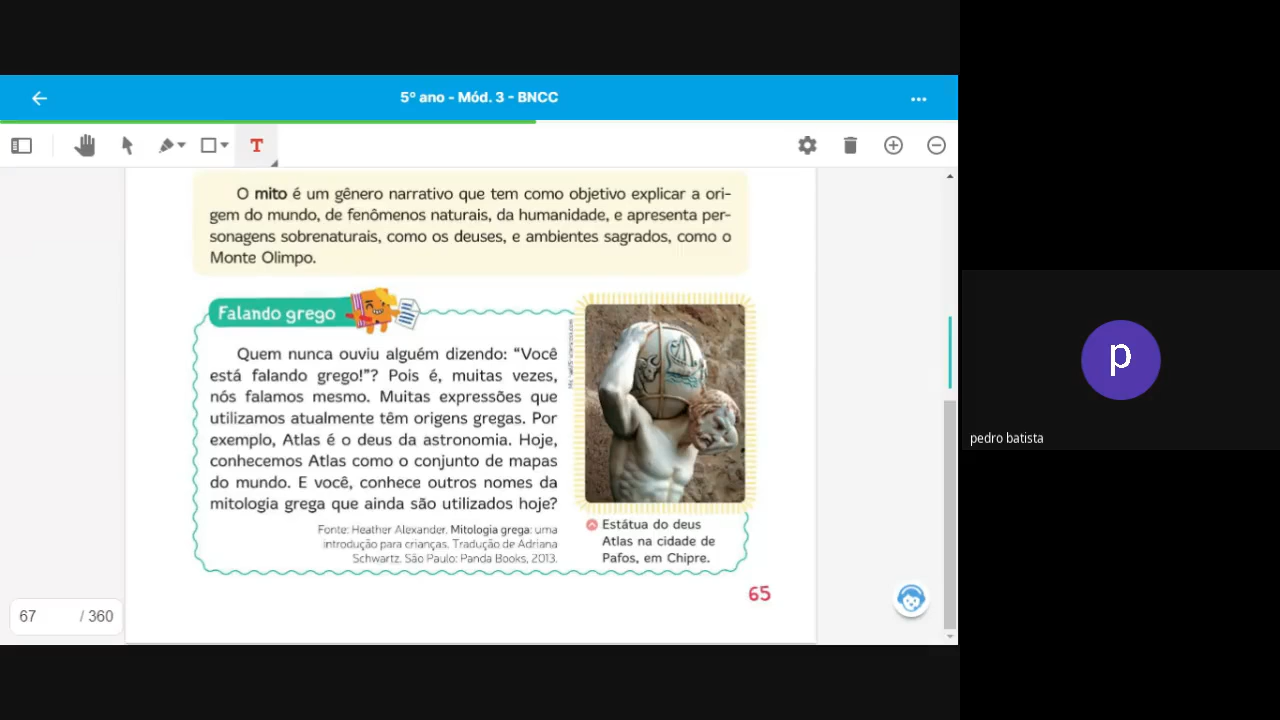 5º ano - Mód. 3 - BNCC
T
O mito é um gênero narrativo que tem como objetivo explicar a ori-
gem do mundo, de fenômenos naturais, da humanidade, e apresenta per-
sonagens sobrenaturais, como os deuses, e ambientes sagrados, como o
Monte Olimpo.
Falando grego
Quem nunca ouviu alguém dizendo: “Você
está falando grego!”? Pois é, muitas vezes,
nós falamos mesmo. Muitas expressões que
utilizamos atualmente têm origens gregas. Por
exemplo, Atlas é o deus da astronomia. Hoje,
conhecemos Atlas como o conjunto de mapas
do mundo. E você, conhece outros nomes da
mitologia grega que ainda são utilizados hoje?
Fonte: Heather Alexander. Mitologia grega: uma
introdução para crianças. Tradução de Adriana
Schwartz. São Paulo: Panda Books, 2013.
Estátua do deus
Atlas na cidade de
Pafos, em Chipre.
65
67 / 360
p
pedro batista